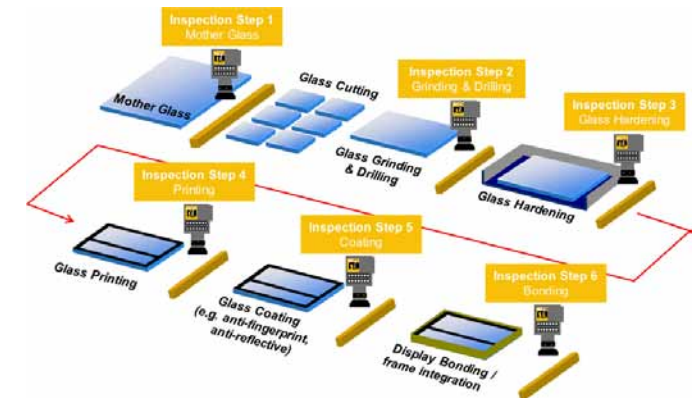 Inspection Step 1
Mother Glass
Mother Glass
Glass Cutting
Inspection Step 2
Grinding & Drilling
Glass Grinding
& Drilling
Inspection Step 3
Glass Hardening
Glass Hardening
Inspection Step 4
Printing
Glass Printing
Inspection Step 5
Coating
Glass Coating
(e.g. anti-fingerprint,
anti-reflective)
Inspection Step 6
Bonding
Display Bonding /
frame integration